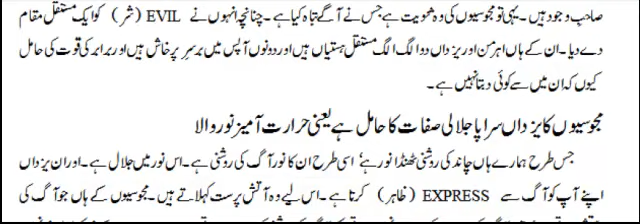 صاحب وجود ہیں ۔ یہی تو مجوسیوں کی وہ ثنویت ہے جس نے آگے تباہ کیا ہے ۔ چنانچہ انہوں نے EVIL (شر) کو ایک مستقل مقام
دے دیا ۔ ان کے ہاں اہرمن اور یزداں دو الگ الگ مستقل ہستیاں ہیں اور دونوں آپس میں برسرِ پرخاش ہیں اور برابر کی قوت کی حامل
کیوں کہ ان میں سے کوئی دبتا نہیں ہے ۔
مجوسیوں کا یزداں سراپا جلالی صفات کا حامل ہے یعنی حرارت آمیز نور والا
جس طرح ہمارے ہاں چاند کی روشنی ٹھنڈا نور ہے اسی طرح ان کا نور آگ کی روشنی ہے ۔ اس نور میں جلال ہے ۔ اور ان یزداں
اپنے آپ کو آگ سے EXPRESS (ظاہر) کرتا ہے ۔ اس لیے وہ آتش پرست کہلاتے ہیں ۔ مجوسیوں کے ہاں جو آگ کی